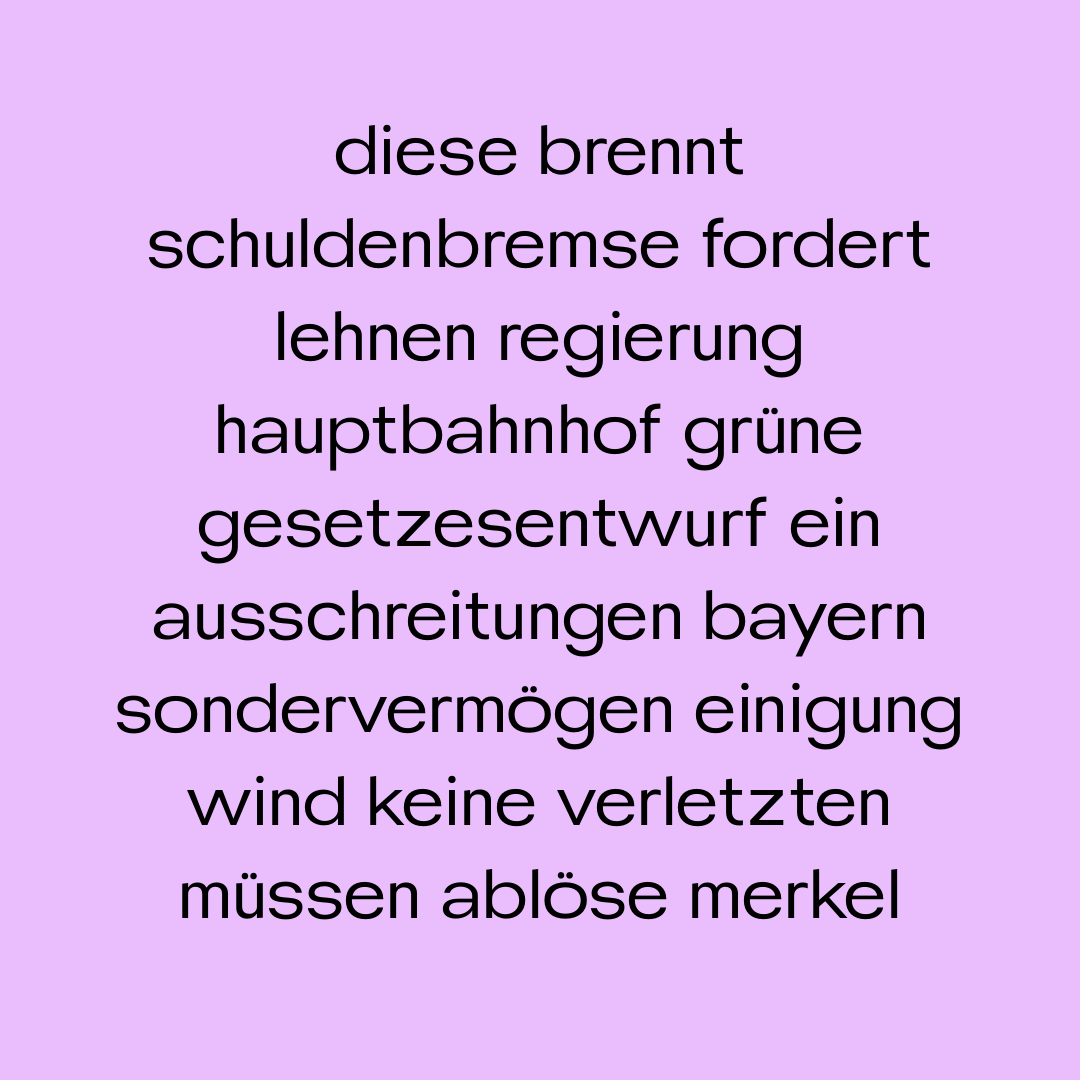 diese brennt
schuldenbremse fordert
lehnen regierung
hauptbahnhof grüne
gesetzesentwurf ein
ausschreitungen bayern
sondervermögen einigung
wind keine verletzten
müssen ablöse merkel